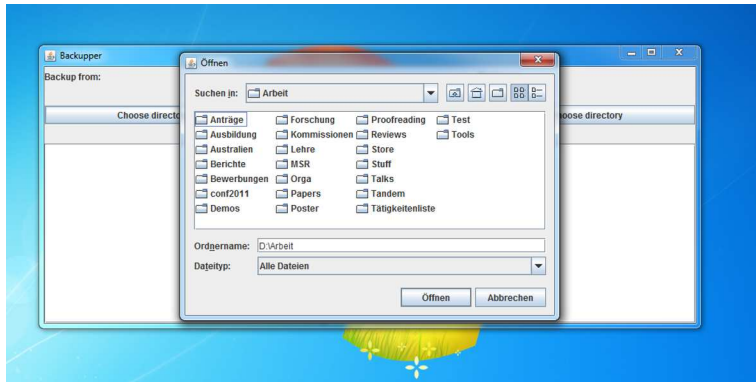 Backupper
Backup from:
Choose directo
oose directory
Öffnen
Suchen in: Arbeit
Anträge Forschung Proofreading Test
Ausbildung Kommissionen Reviews Tools
Australien Lehre Store
Berichte MSR Stuff
Bewerbungen Orga Talks
conf2011 Papers Tandem
Demos Poster Tätigkeitenliste
Ordnername: D:\Arbeit
Dateityp: Alle Dateien
Öffnen Abbrechen